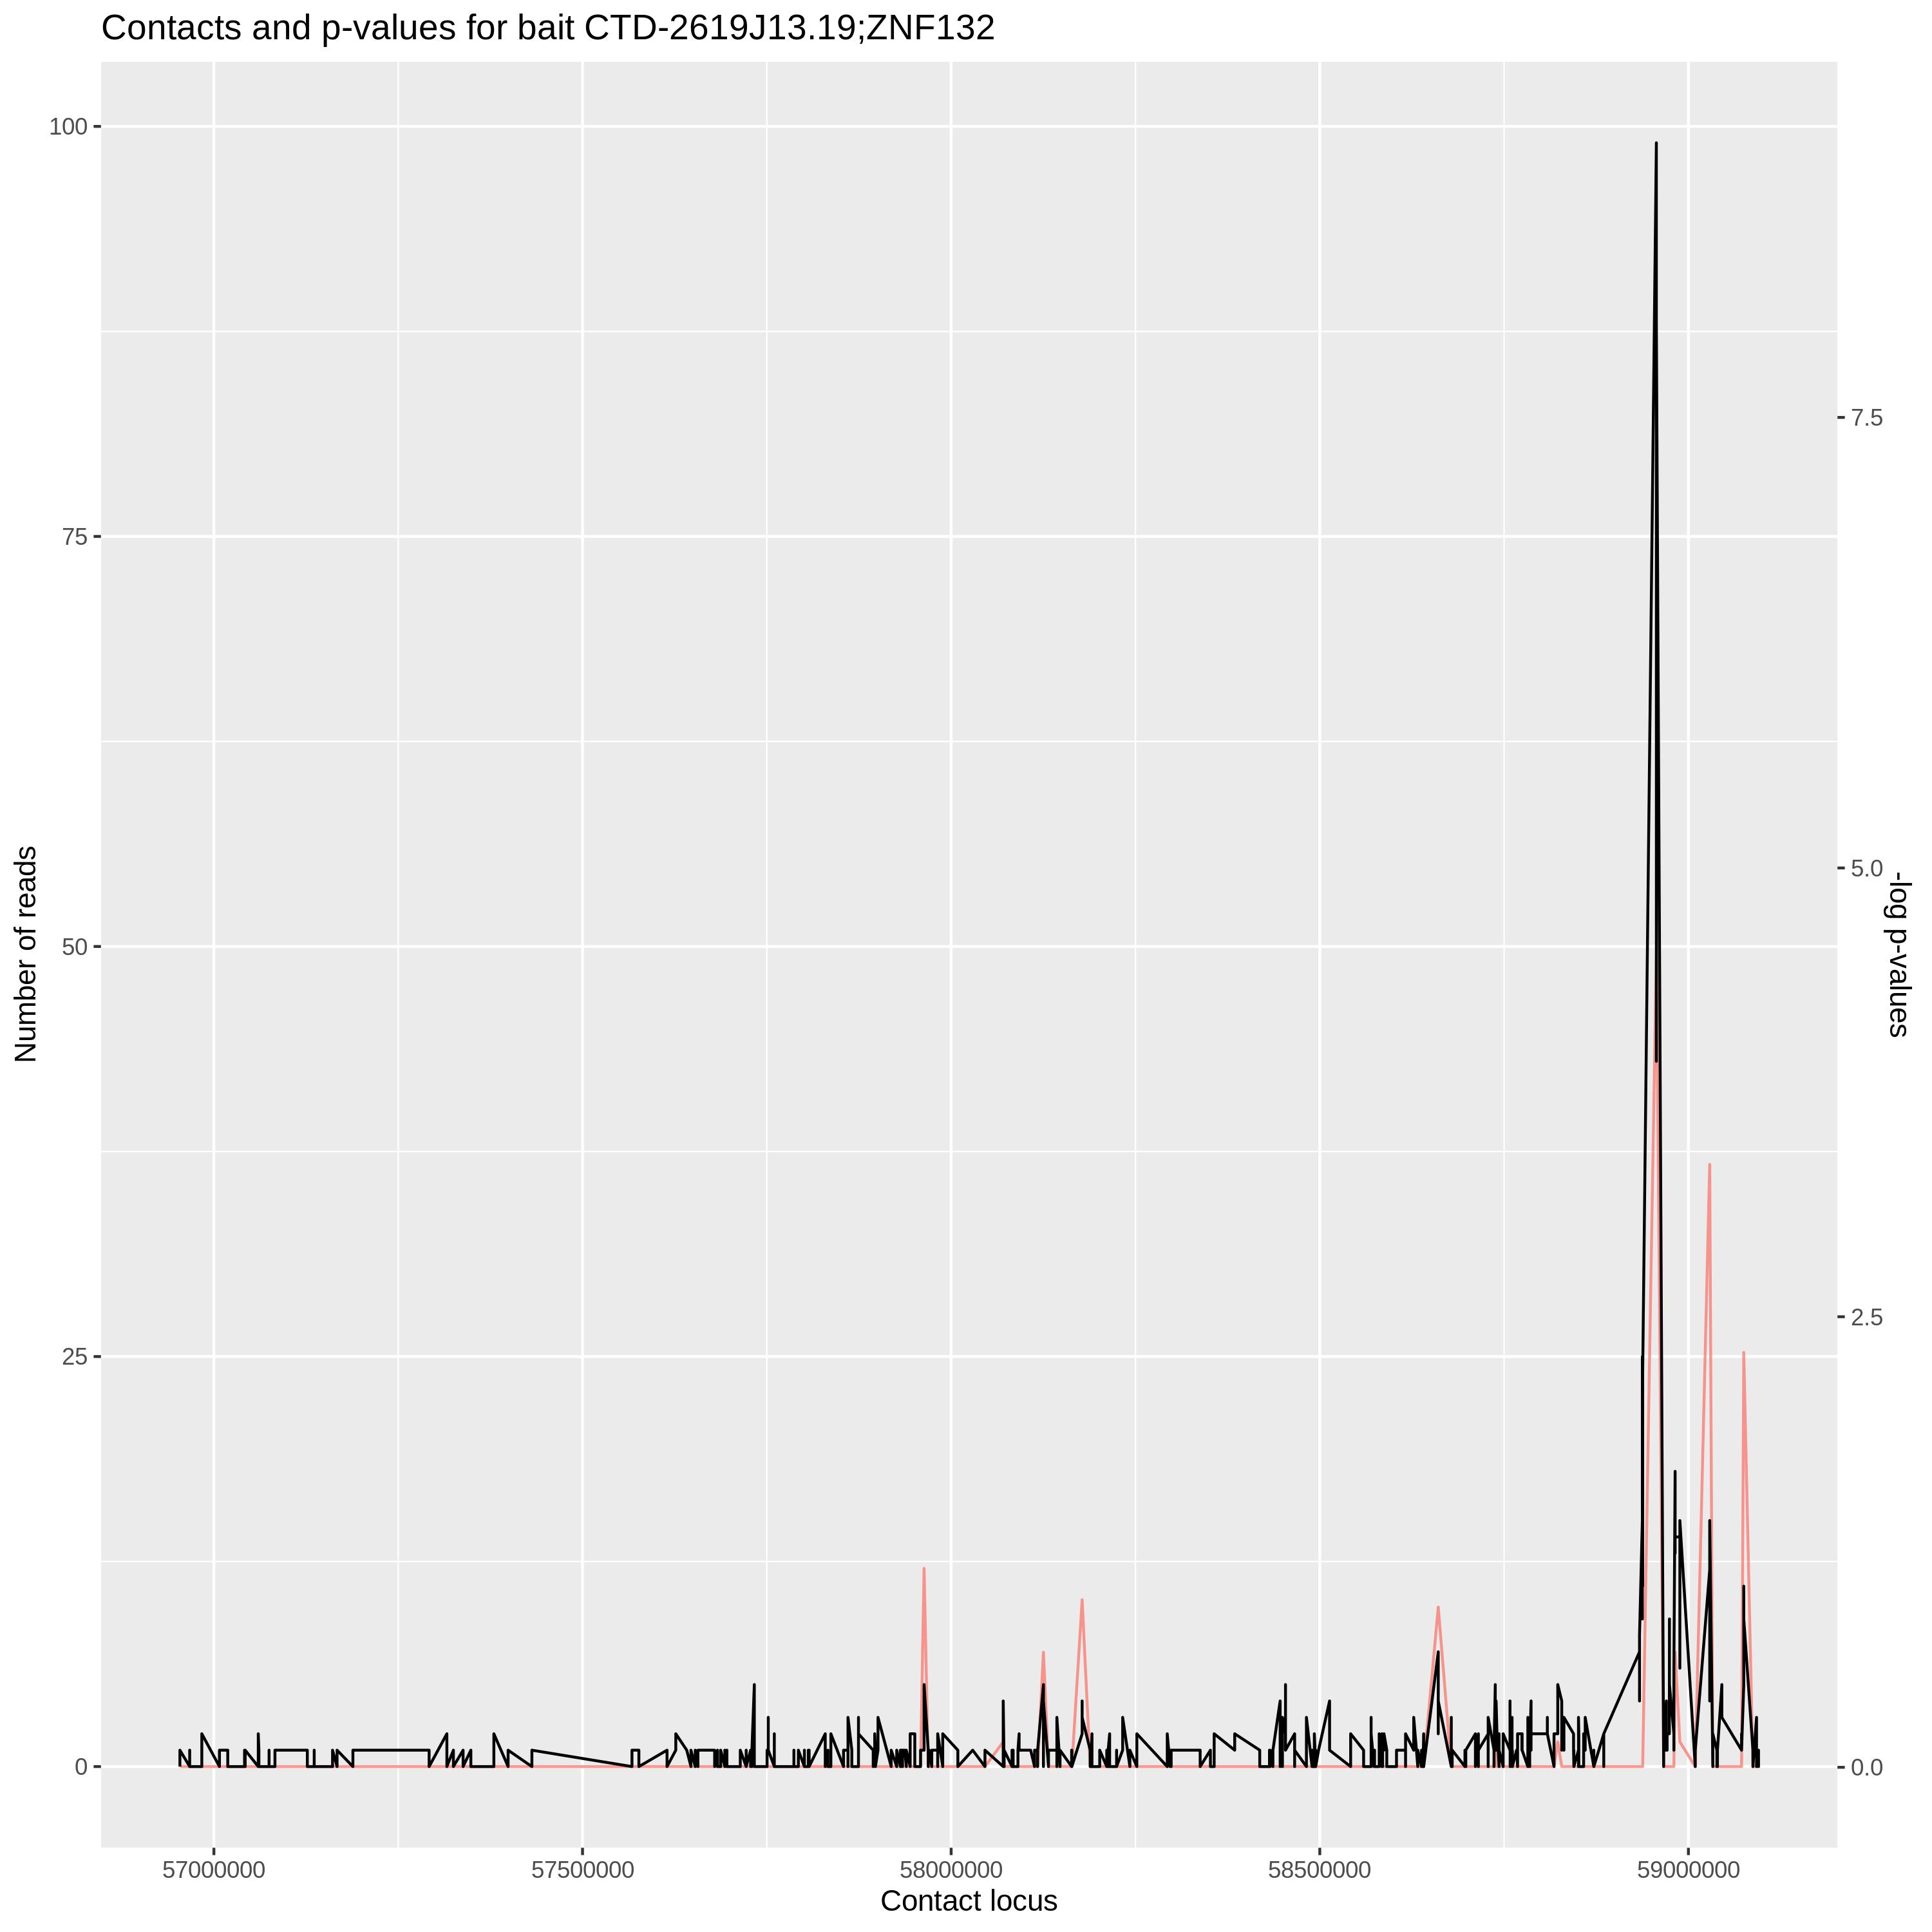 Contacts and p-values for bait CTD-2619J13.19;ZNF132
100
75
50
25
0
Number of reads
7.5
5.0
2.5
0.0
-log p-values
57000000 57500000 58000000 58500000 59000000
Contact locus